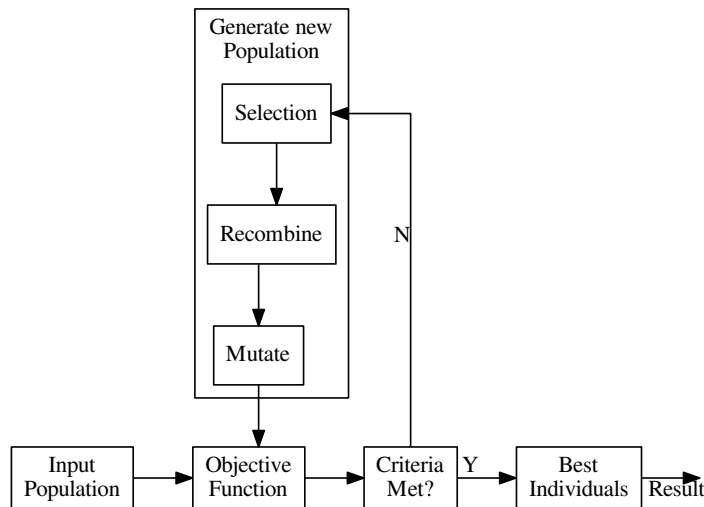 Generate new
Population
Selection
Recombine
N
Mutate
Input
Population
Objective
Function
Criteria
Met?
Y
Best
Individuals
Result